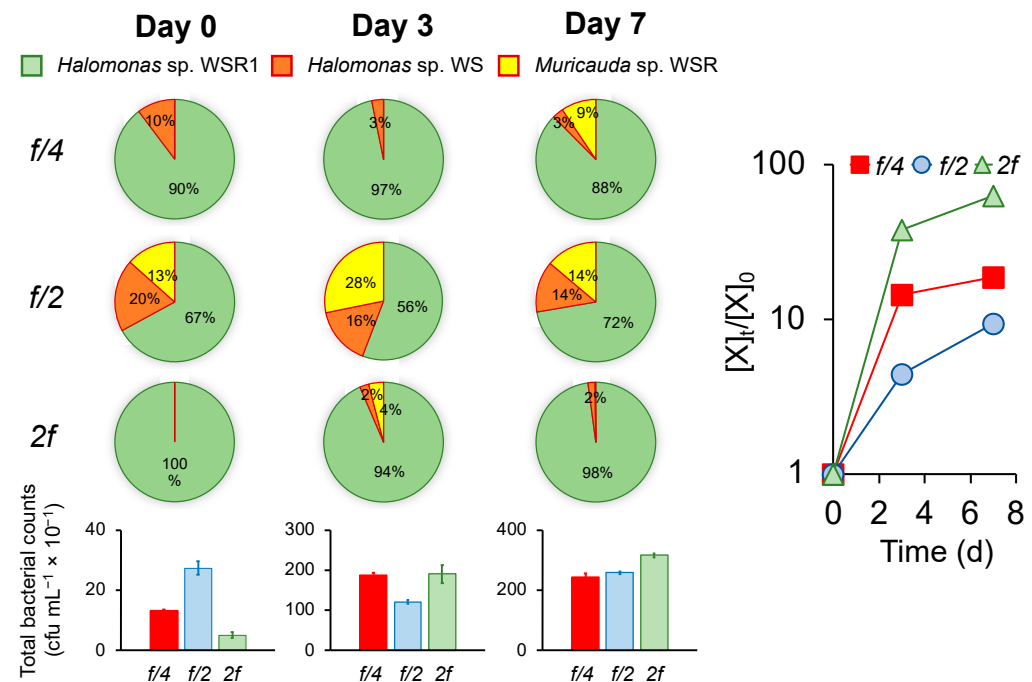 Day 0 Day 3 Day 7
Halomonas sp. WSR1 Halomonas sp. WS Muricauda sp. WSR
f/4
10%
90%
3%
97%
3%
9%
88%
f/2
13%
20%
67%
28%
16%
56%
14%
14%
72%
2f
100
%
2%
4%
94%
2%
98%
Total bacterial counts
(cfu mL⁻¹ × 10⁻¹)
40
20
0
f/4 f/2 2f
300
200
100
0
f/4 f/2 2f
400
200
0
f/4 f/2 2f
f/4 f/2 2f
[X]t/[X]0
100
10
1
0 2 4 6 8
Time (d)